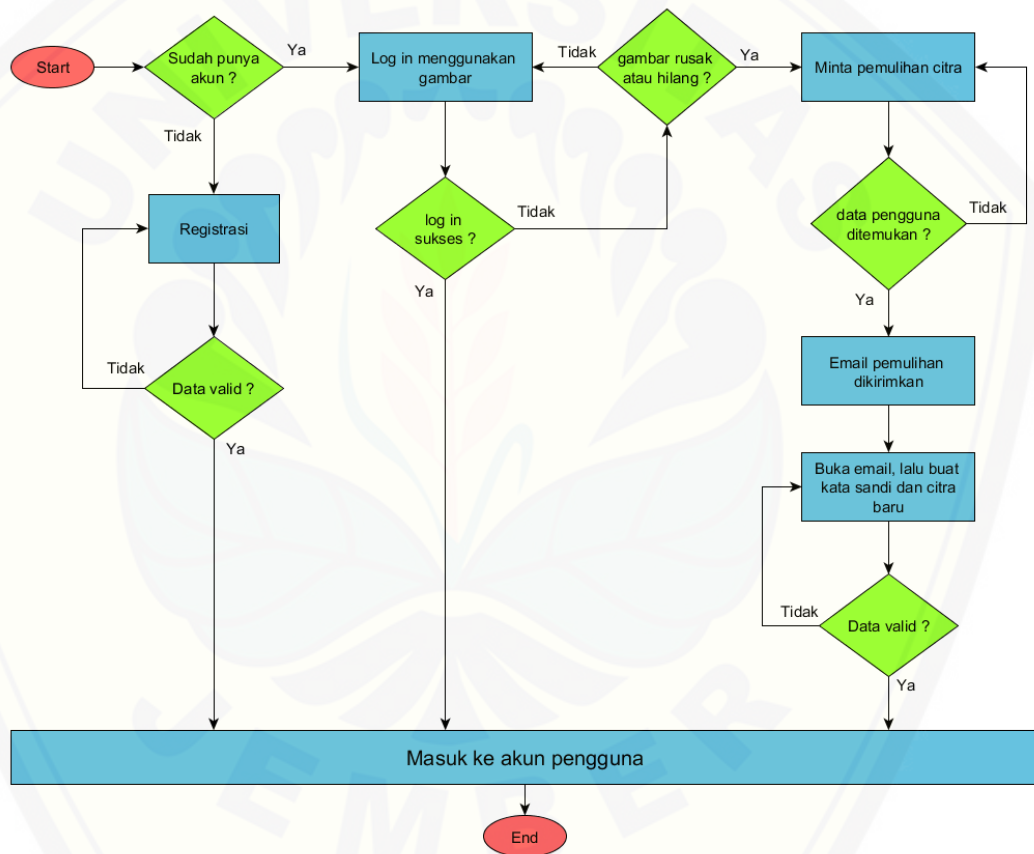 Start
Sudah punya
akun ?
Ya
Log in menggunakan
gambar
Tidak
gambar rusak
atau hilang ?
Ya
Minta pemulihan citra
Tidak
Registrasi
log in
sukses ?
Tidak
data pengguna
ditemukan ?
Tidak
Ya
Ya
Tidak
Data valid ?
Ya
Email pemulihan
dikirimkan
Buka email, lalu buat
kata sandi dan citra
baru
Tidak
Data valid ?
Ya
Masuk ke akun pengguna
End
UNIVERSITAS
JEMBER